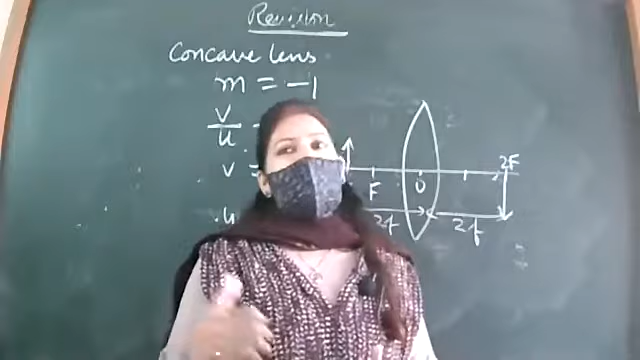 Revision
Concave lens
m = -1
v
u
v =
u
2F
F
O
2f
2f